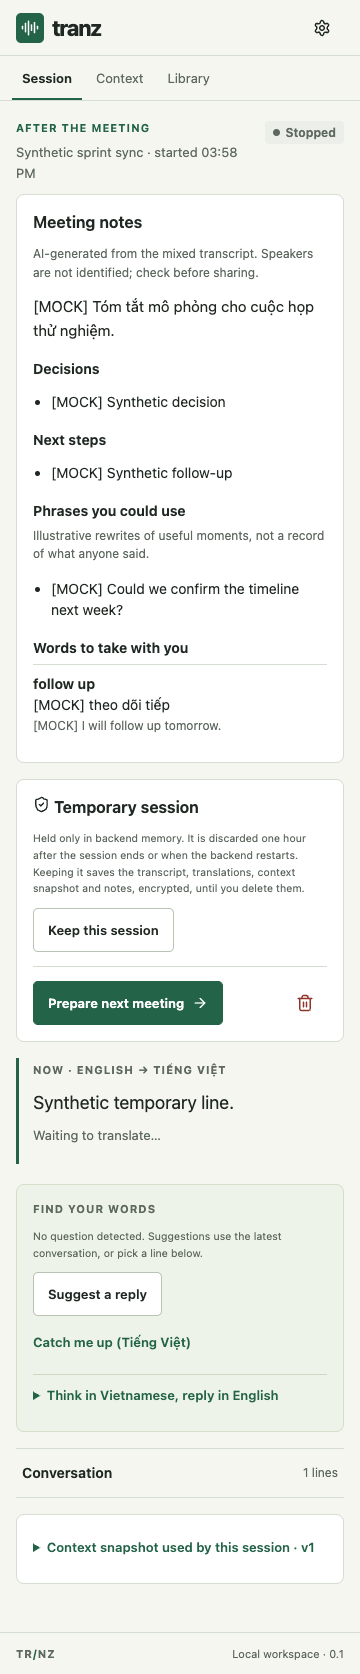 tranz
Session
Context
Library
AFTER THE MEETING
Stopped
Synthetic sprint sync · started 03:58
PM
Meeting notes
AI-generated from the mixed transcript. Speakers
are not identified; check before sharing.
[MOCK] Tóm tắt mô phỏng cho cuộc họp
thử nghiệm.
Decisions
• [MOCK] Synthetic decision
Next steps
• [MOCK] Synthetic follow-up
Phrases you could use
Illustrative rewrites of useful moments, not a record
of what anyone said.
• [MOCK] Could we confirm the timeline
next week?
Words to take with you
follow up
[MOCK] theo dõi tiếp
[MOCK] I will follow up tomorrow.
Temporary session
Held only in backend memory. It is discarded one hour
after the session ends or when the backend restarts.
Keeping it saves the transcript, translations, context
snapshot and notes, encrypted, until you delete them.
Keep this session
Prepare next meeting →
NOW · ENGLISH → TIẾNG VIỆT
Synthetic temporary line.
Waiting to translate…
FIND YOUR WORDS
No question detected. Suggestions use the latest
conversation, or pick a line below.
Suggest a reply
Catch me up (Tiếng Việt)
Think in Vietnamese, reply in English
Conversation
1 lines
Context snapshot used by this session · v1
TR/NZ
Local workspace · 0.1